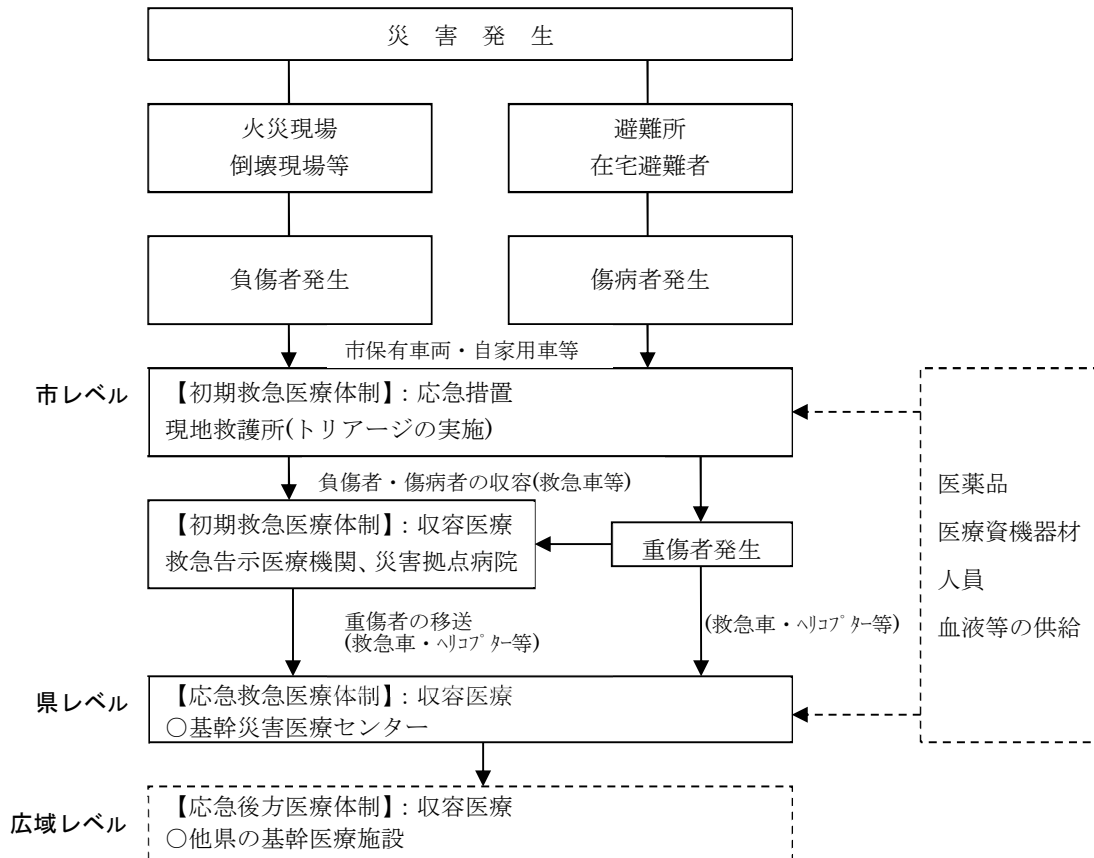 災 害 発 生
火災現場
倒壊現場等
避難所
在宅避難者
負傷者発生
傷病者発生
市保有車両・自家用車等
市レベル
【初期救急医療体制】：応急措置
現地救護所(トリアージの実施)
負傷者・傷病者の収容(救急車等)
【初期救急医療体制】：収容医療
救急告示医療機関、災害拠点病院
重傷者発生
医薬品
医療資機器材
人員
血液等の供給
重傷者の移送
(救急車・ﾍﾘｺﾌﾟﾀｰ等)
(救急車・ﾍﾘｺﾌﾟﾀｰ等)
県レベル
【応急救急医療体制】：収容医療
○基幹災害医療センター
広域レベル
【応急後方医療体制】：収容医療
○他県の基幹医療施設